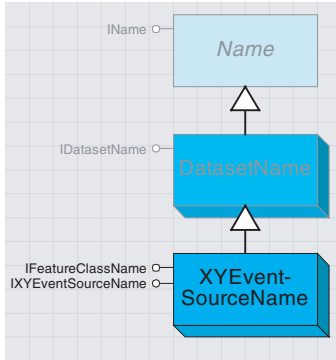 IName
Name
IDatasetName
DatasetName
IFeatureClassName
IXYEventSourceName
XYEvent-
SourceName